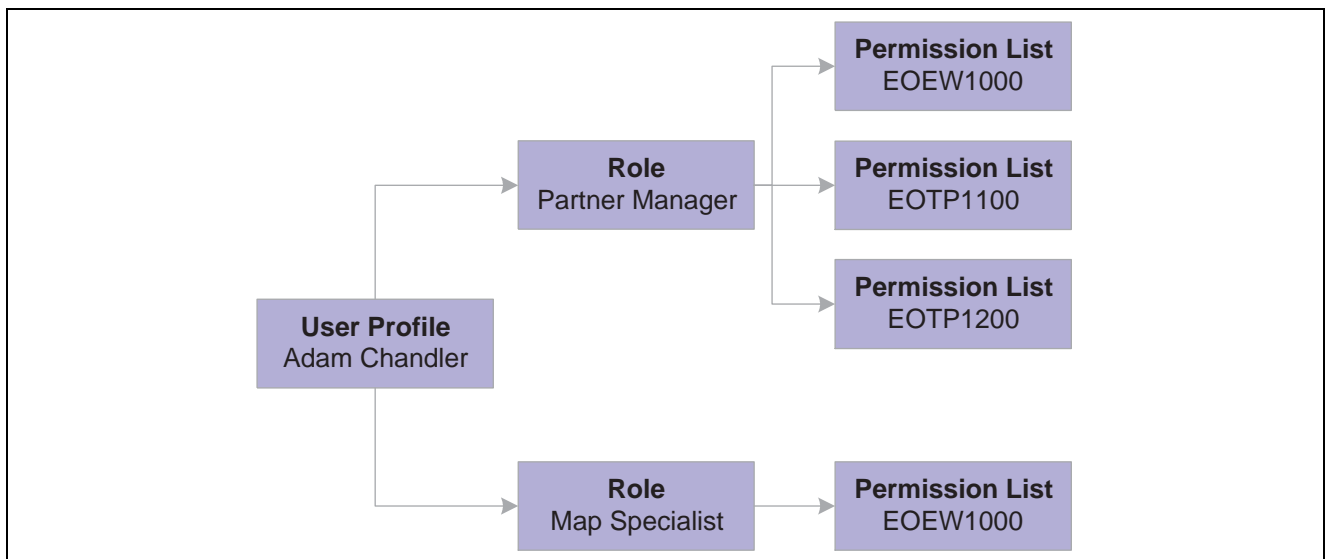 Permission List
EOEW1000
Role
Partner Manager
Permission List
EOTP1100
Permission List
EOTP1200
User Profile
Adam Chandler
Role
Map Specialist
Permission List
EOEW1000